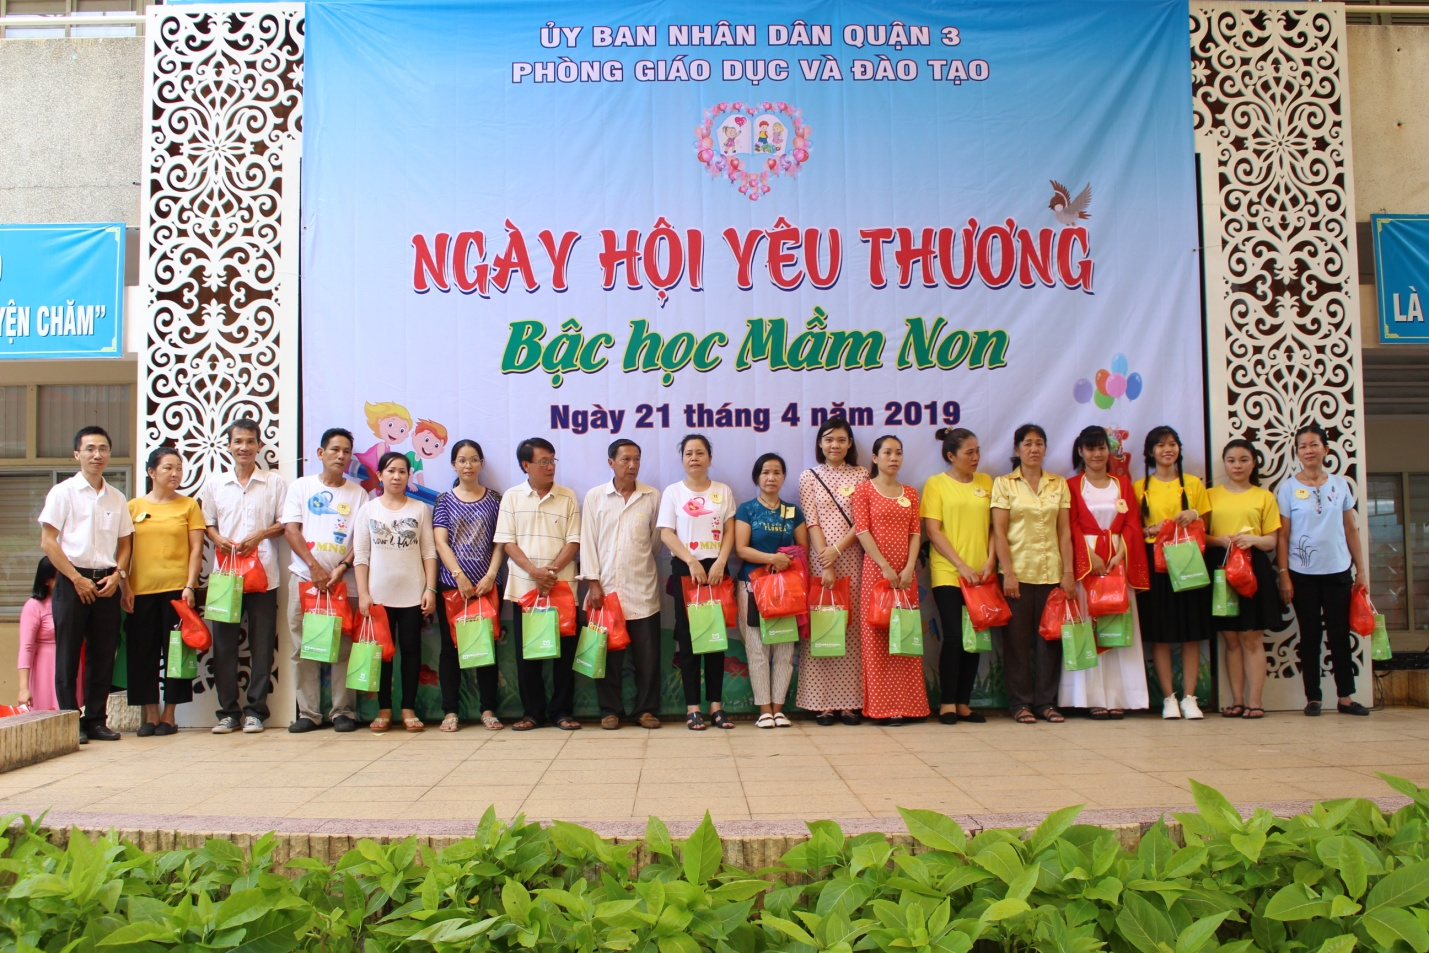 ỦY BAN NHÂN DÂN QUẬN 3
PHÒNG GIÁO DỤC VÀ ĐÀO TẠO
NGÀY HỘI YÊU THƯƠNG
Bậc học Mầm Non
Ngày 21 tháng 4 năm 2019
YỆN CHĂM”
LÀ